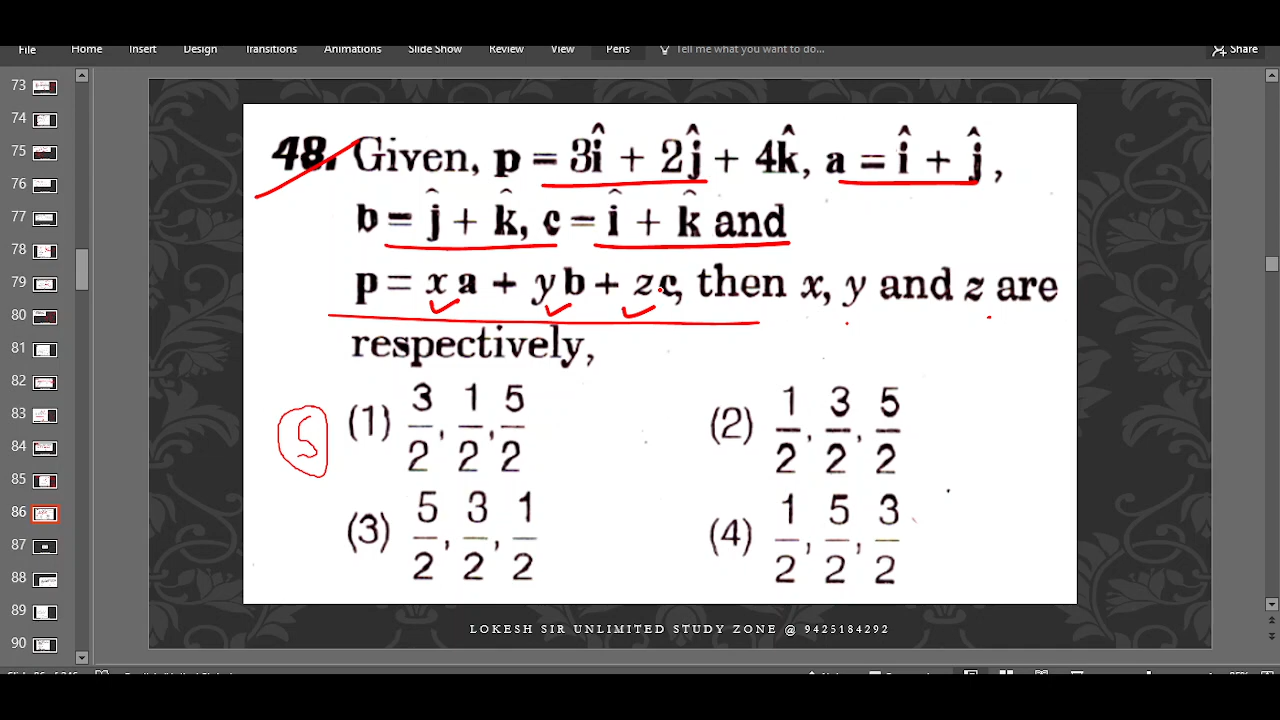 File Home Insert Design Transitions Animations Slide Show Review View Pens Tell me what you want to do... Share
73
74
75
76
77
78
79
80
81
82
83
84
85
86
87
88
89
90
48. Given, p = 3î + 2ĵ + 4k̂, a = î + ĵ,
b = ĵ + k̂, c = î + k̂ and
p = xa + yb + zc, then x, y and z are
respectively,
(1) 3/2, 1/2, 5/2 (2) 1/2, 3/2, 5/2
(3) 5/2, 3/2, 1/2 (4) 1/2, 5/2, 3/2
LOKESH SIR UNLIMITED STUDY ZONE @ 9425184292